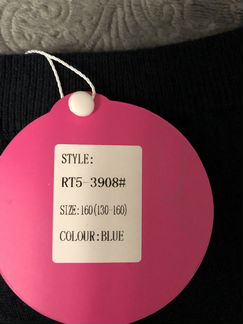 STYLE:
RT5-3908#
SIZE:160(130-160)
COLOUR:BLUE